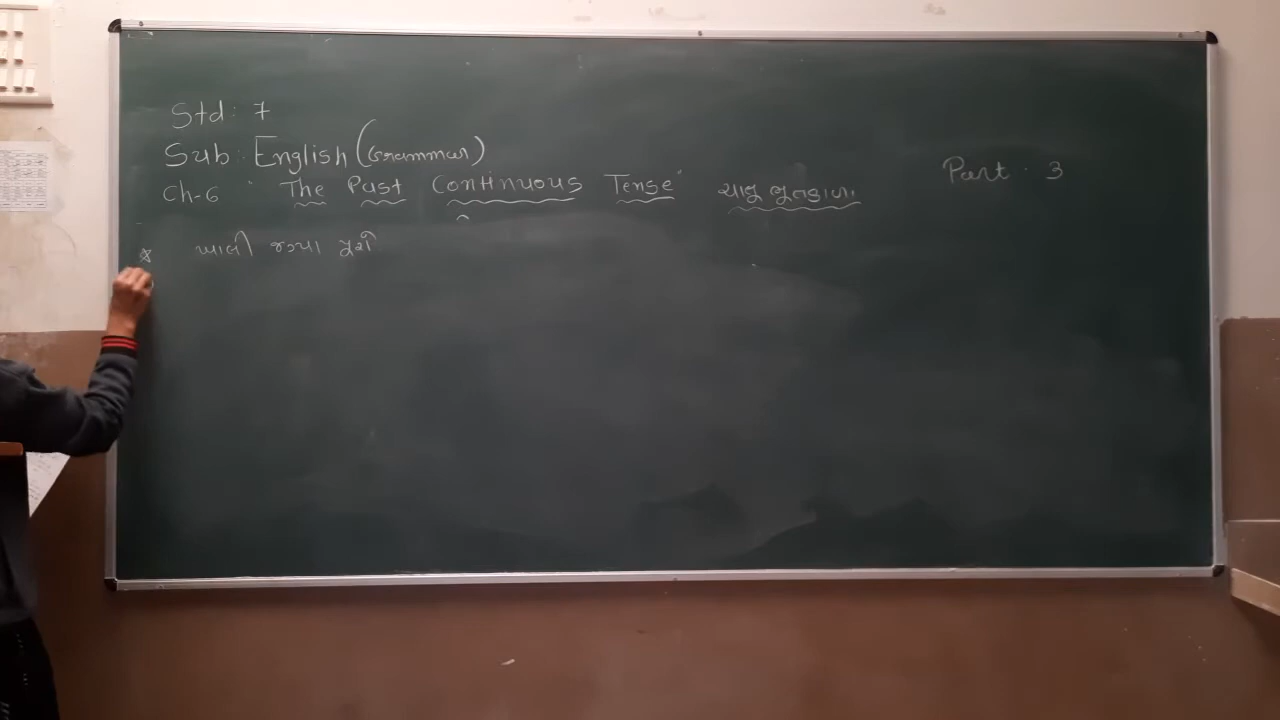 Std: 7
Sub: English (Grammar)
Ch-6 " The Past Continuous Tense" ચાલુ ભૂતકાળ
Part. 3
* ખાલી જગ્યા પૂરો